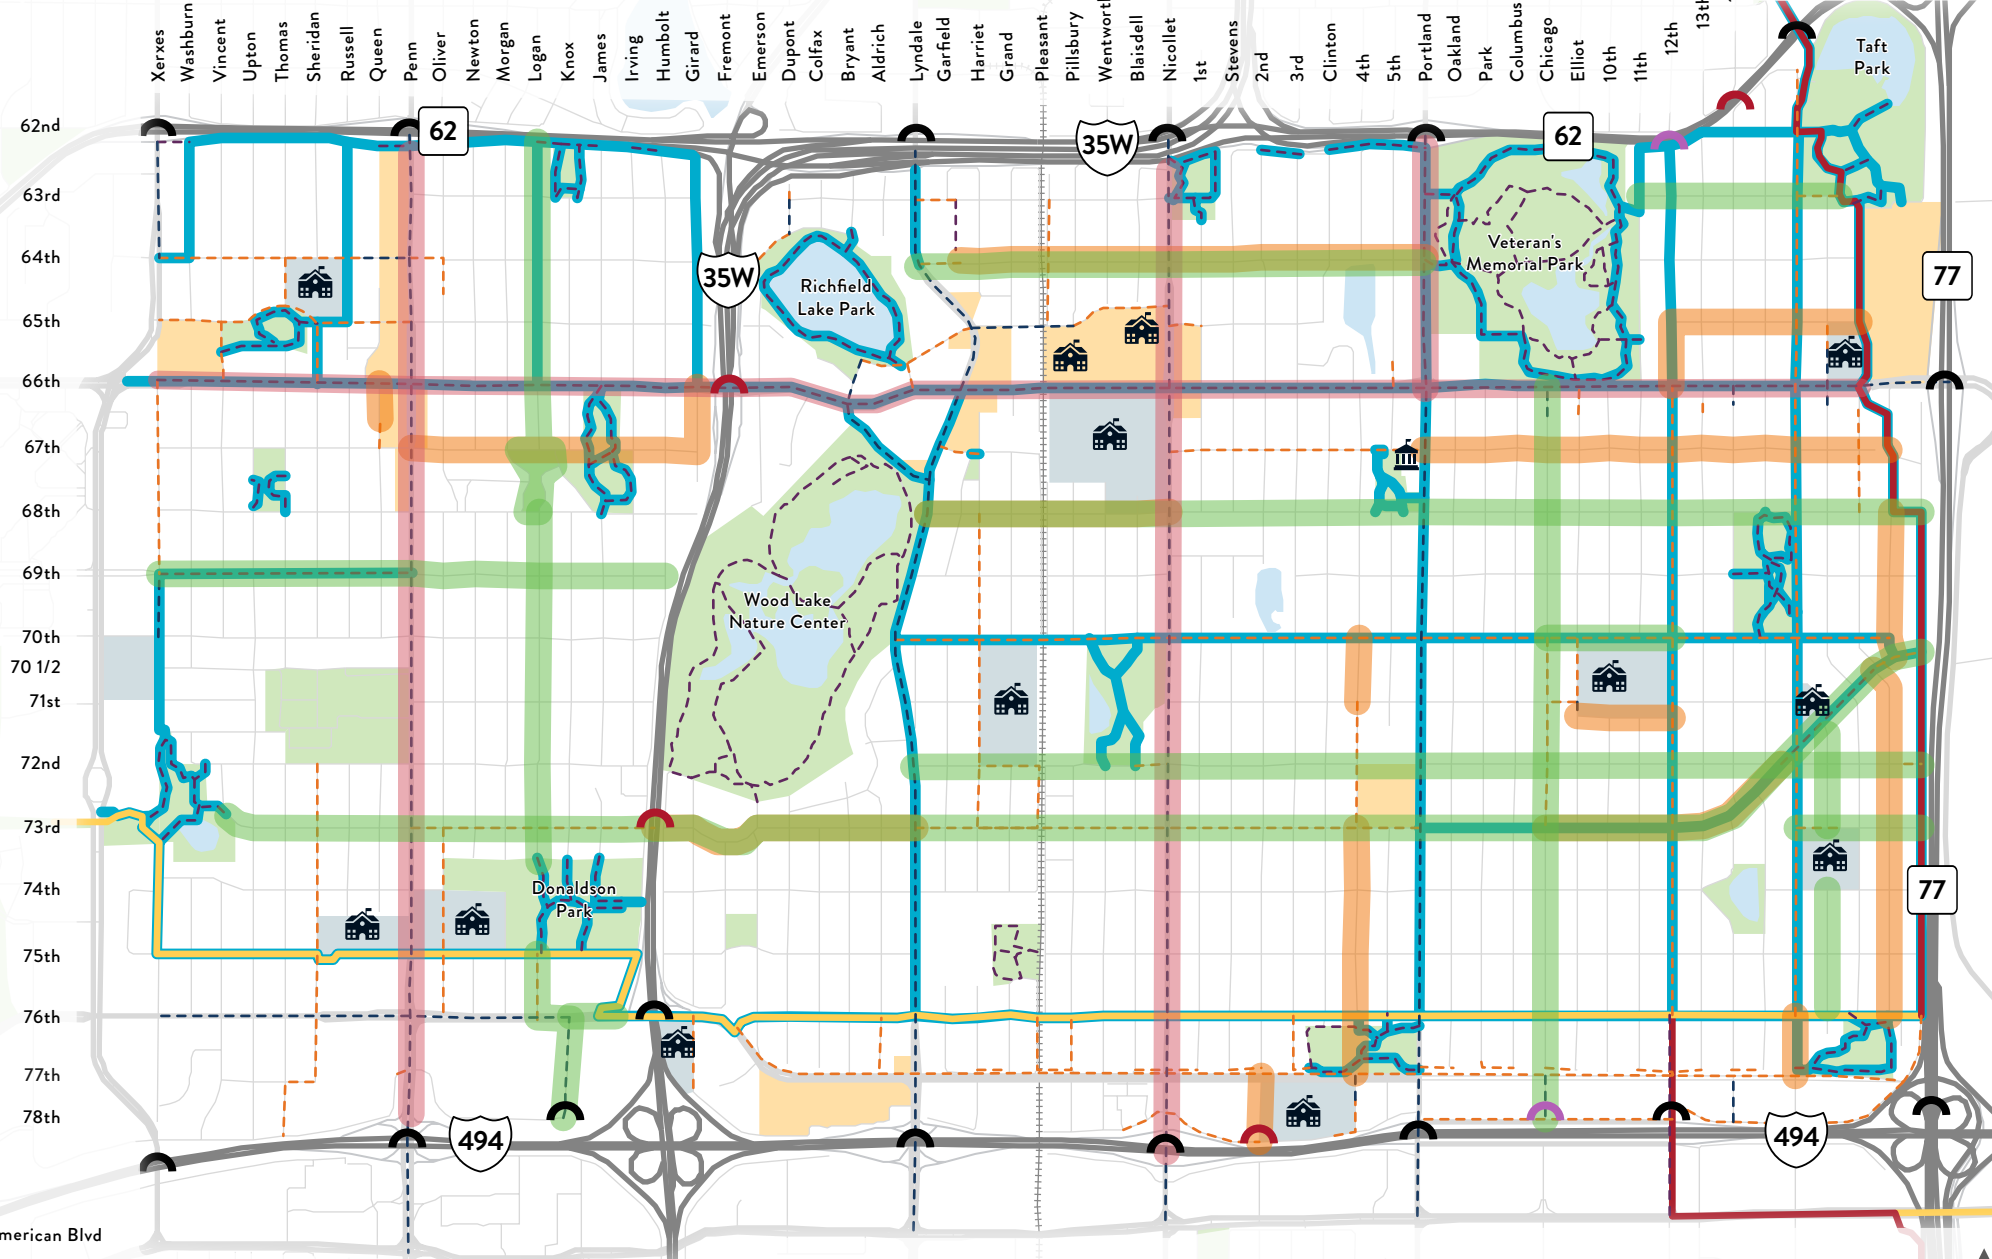 Xerxes
Washburn
Vincent
Upton
Thomas
Sheridan
Russell
Queen
Penn
Oliver
Newton
Morgan
Logan
Knox
James
Irving
Humbolt
Girard
Fremont
Emerson
Dupont
Colfax
Bryant
Aldrich
Lyndale
Garfield
Harriet
Grand
Pleasant
Pillsbury
Wentworth
Blaisdell
Nicollet
1st
Stevens
2nd
3rd
Clinton
4th
5th
Portland
Oakland
Park
Columbus
Chicago
Elliot
10th
11th
12th
13th
Taft
Park
62nd
62
35W
62
63rd
64th
Veteran's
Memorial Park
35W
77
Richfield
Lake Park
65th
66th
67th
68th
69th
Wood Lake
Nature Center
70th
70 1/2
71st
72nd
73rd
74th
Donaldson
Park
77
75th
76th
77th
78th
494
494
merican Blvd